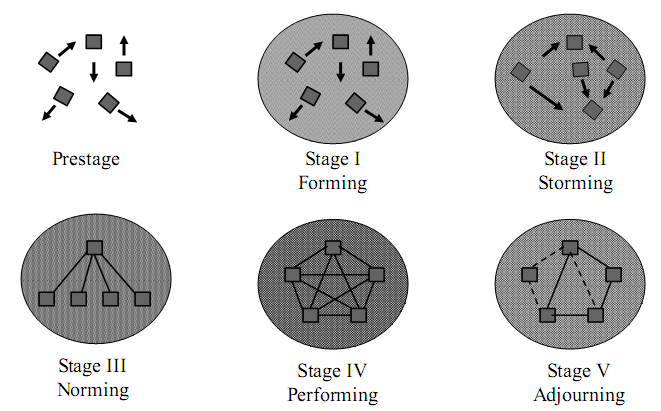 Prestage
Stage I
Forming
Stage II
Storming
Stage III
Norming
Stage IV
Performing
Stage V
Adjourning